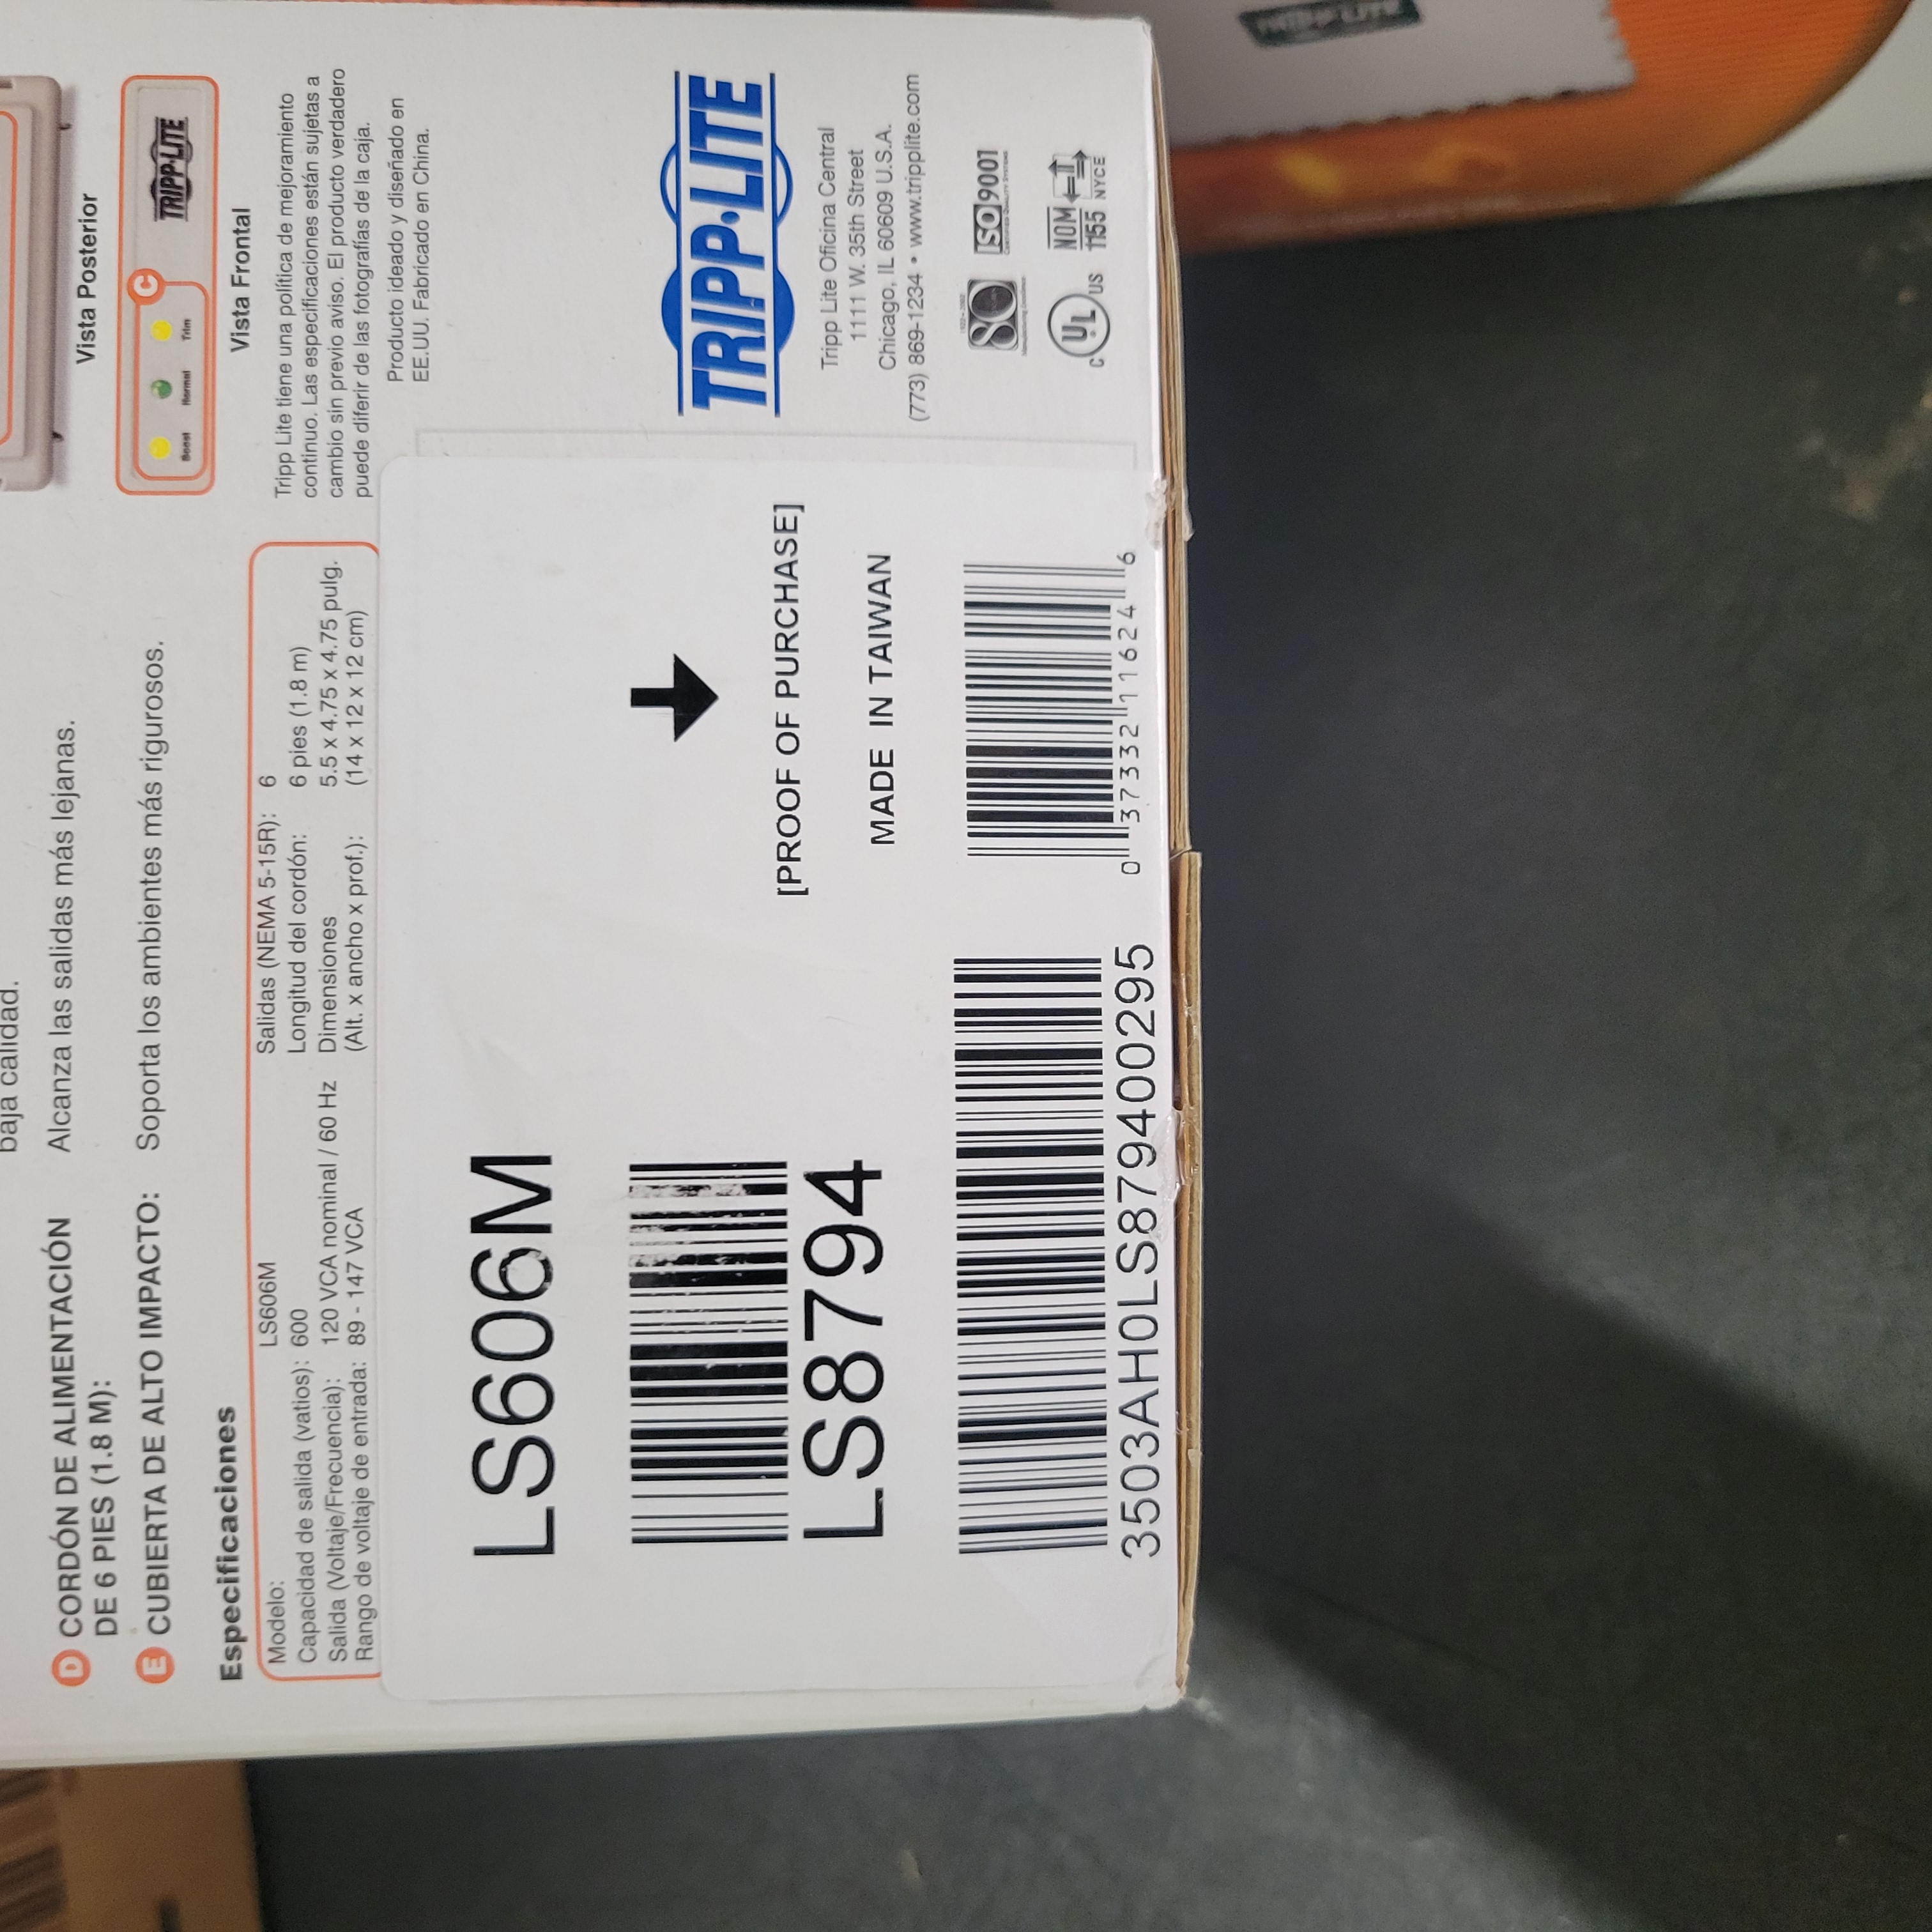 baja calidad.
D CORDÓN DE ALIMENTACIÓN
DE 6 PIES (1.8 M):
Alcanza las salidas más lejanas.
E CUBIERTA DE ALTO IMPACTO:
Soporta los ambientes más rigurosos.
Vista Posterior
C
Boost Normal Trim
TRIPP·LITE
Vista Frontal
Especificaciones
Modelo: LS606M
Capacidad de salida (vatios): 600
Salida (Voltaje/Frecuencia): 120 VCA nominal / 60 Hz
Rango de voltaje de entrada: 89 - 147 VCA
Salidas (NEMA 5-15R): 6
Longitud del cordón: 6 pies (1.8 m)
Dimensiones 5.5 x 4.75 x 4.75 pulg.
(Alt. x ancho x prof.): (14 x 12 x 12 cm)
Tripp Lite tiene una política de mejoramiento
continuo. Las especificaciones están sujetas a
cambio sin previo aviso. El producto verdadero
puede diferir de las fotografías de la caja.
Producto ideado y diseñado en
EE.UU. Fabricado en China.
LS606M
LS8794
3503AH0LS879400295
[PROOF OF PURCHASE]
MADE IN TAIWAN
0 37332 11624 6
TRIPP·LITE
Tripp Lite Oficina Central
1111 W. 35th Street
Chicago, IL 60609 U.S.A.
(773) 869-1234 • www.tripplite.com
80
ISO 9001
C UL US
NOM
1155 NYCE
TRIPP·LITE